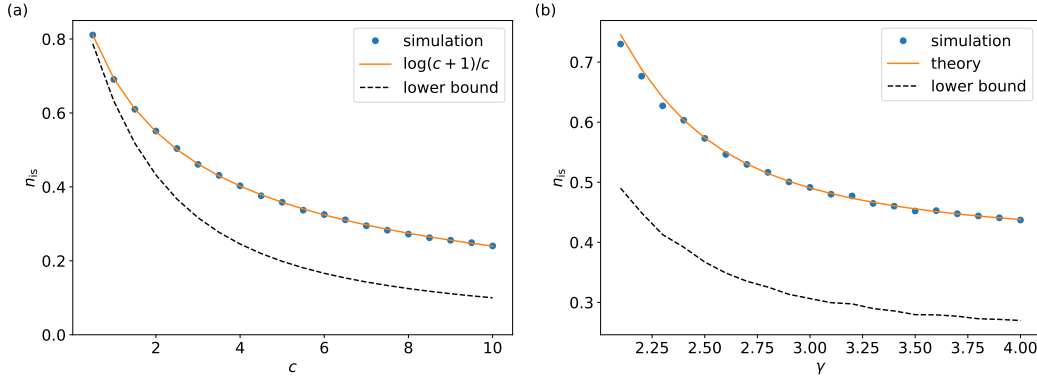 (a)
simulation
log(c + 1)/c
lower bound
0.8
0.6
0.4
0.2
0.0
n_is
2
4
6
8
10
c
(b)
simulation
theory
lower bound
0.7
0.6
0.5
0.4
0.3
n_is
2.25
2.50
2.75
3.00
3.25
3.50
3.75
4.00
γ